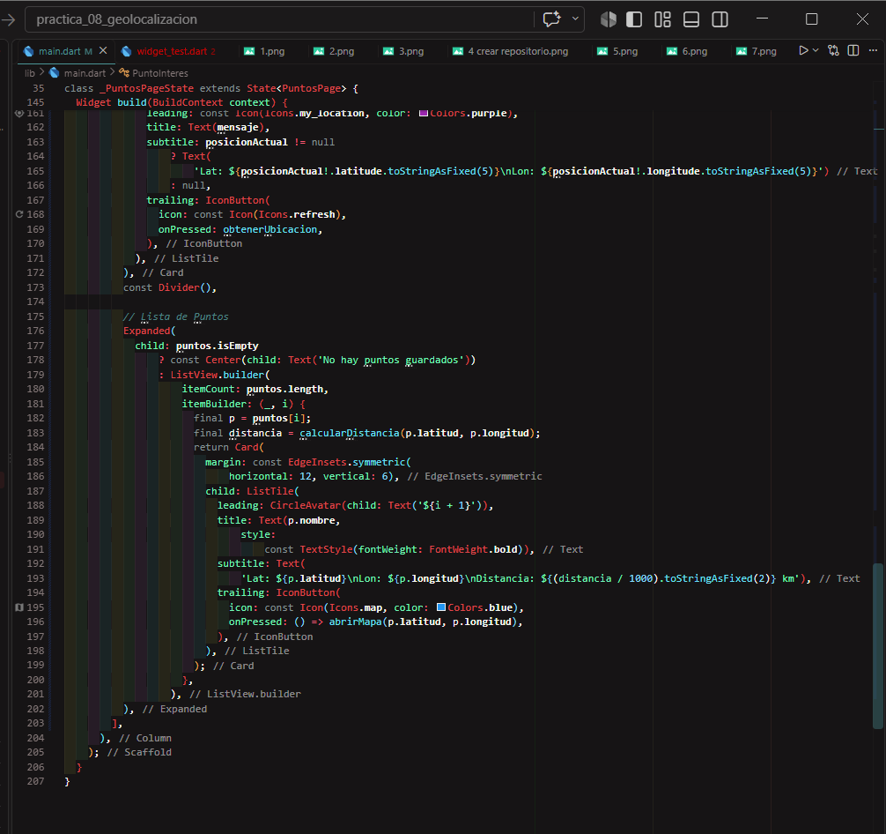 practica_08_geolocalizacion
main.dart M
widget_test.dart 2
1.png
2.png
3.png
4 crear repositorio.png
5.png
6.png
7.png
lib > main.dart > PuntoInteres
35 class _PuntosPageState extends State<PuntosPage> {
145 Widget build(BuildContext context) {
161 leading: const Icon(Icons.my_location, color: Colors.purple),
162 title: Text(mensaje),
163 subtitle: posicionActual != null
164 ? Text(
165 'Lat: ${posicionActual!.latitude.toStringAsFixed(5)}\nLon: ${posicionActual!.longitude.toStringAsFixed(5)}') // Text
166 : null,
167 trailing: IconButton(
168 icon: const Icon(Icons.refresh),
169 onPressed: obtenerUbicacion,
170 ), // IconButton
171 ), // ListTile
172 ), // Card
173 const Divider(),
174
175 // Lista de Puntos
176 Expanded(
177 child: puntos.isEmpty
178 ? const Center(child: Text('No hay puntos guardados'))
179 : ListView.builder(
180 itemCount: puntos.length,
181 itemBuilder: (_, i) {
182 final p = puntos[i];
183 final distancia = calcularDistancia(p.latitud, p.longitud);
184 return Card(
185 margin: const EdgeInsets.symmetric(
186 horizontal: 12, vertical: 6), // EdgeInsets.symmetric
187 child: ListTile(
188 leading: CircleAvatar(child: Text('${i + 1}')),
189 title: Text(p.nombre,
190 style:
191 const TextStyle(fontWeight: FontWeight.bold)), // Text
192 subtitle: Text(
193 'Lat: ${p.latitud}\nLon: ${p.longitud}\nDistancia: ${(distancia / 1000).toStringAsFixed(2)} km'), // Text
194 trailing: IconButton(
195 icon: const Icon(Icons.map, color: Colors.blue),
196 onPressed: () => abrirMapa(p.latitud, p.longitud),
197 ), // IconButton
198 ), // ListTile
199 ); // Card
200 },
201 ), // ListView.builder
202 ), // Expanded
203 ],
204 ), // Column
205 ); // Scaffold
206 }
207 }